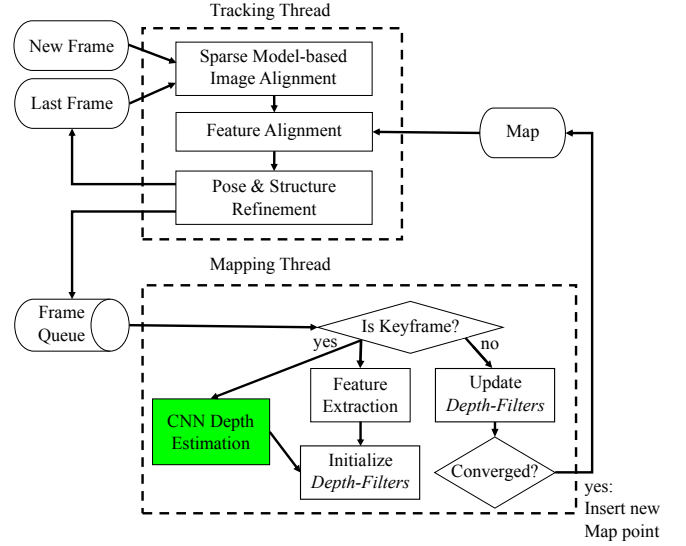 Tracking Thread
New Frame
Sparse Model-based
Image Alignment
Last Frame
Feature Alignment
Map
Pose & Structure
Refinement
Mapping Thread
Frame
Queue
Is Keyframe?
yes
no
CNN Depth
Estimation
Feature
Extraction
Update
Depth-Filters
Initialize
Depth-Filters
Converged?
yes:
Insert new
Map point